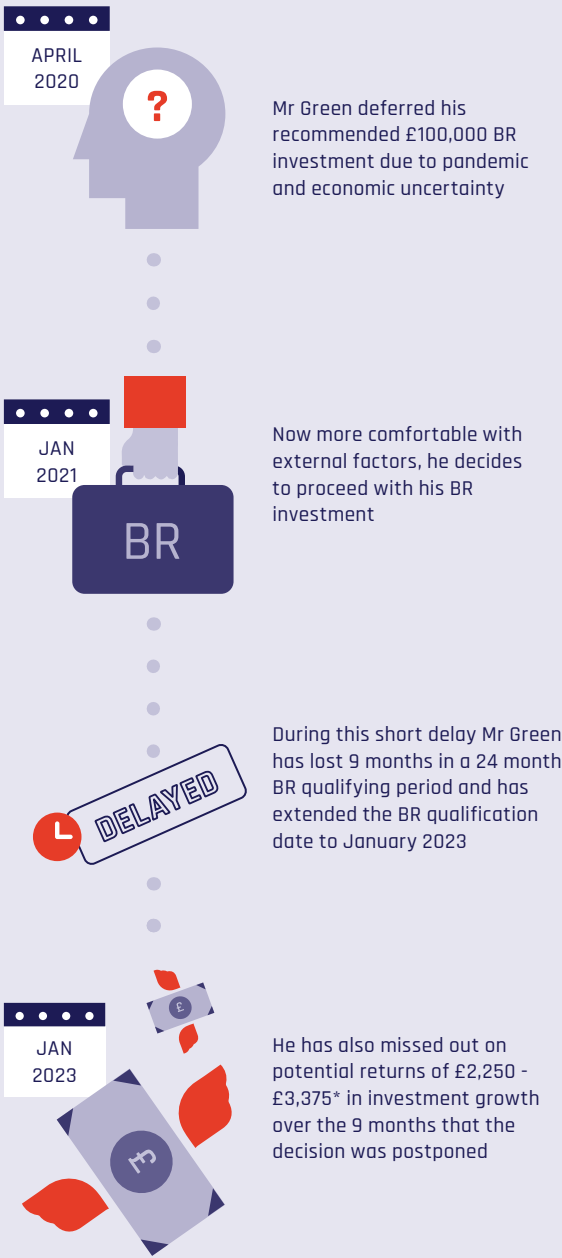 APRIL
2020
?
Mr Green deferred his
recommended £100,000 BR
investment due to pandemic
and economic uncertainty
JAN
2021
BR
Now more comfortable with
external factors, he decides
to proceed with his BR
investment
DELAYED
During this short delay Mr Green
has lost 9 months in a 24 month
BR qualifying period and has
extended the BR qualification
date to January 2023
£
JAN
2023
£
He has also missed out on
potential returns of £2,250 -
£3,375* in investment growth
over the 9 months that the
decision was postponed